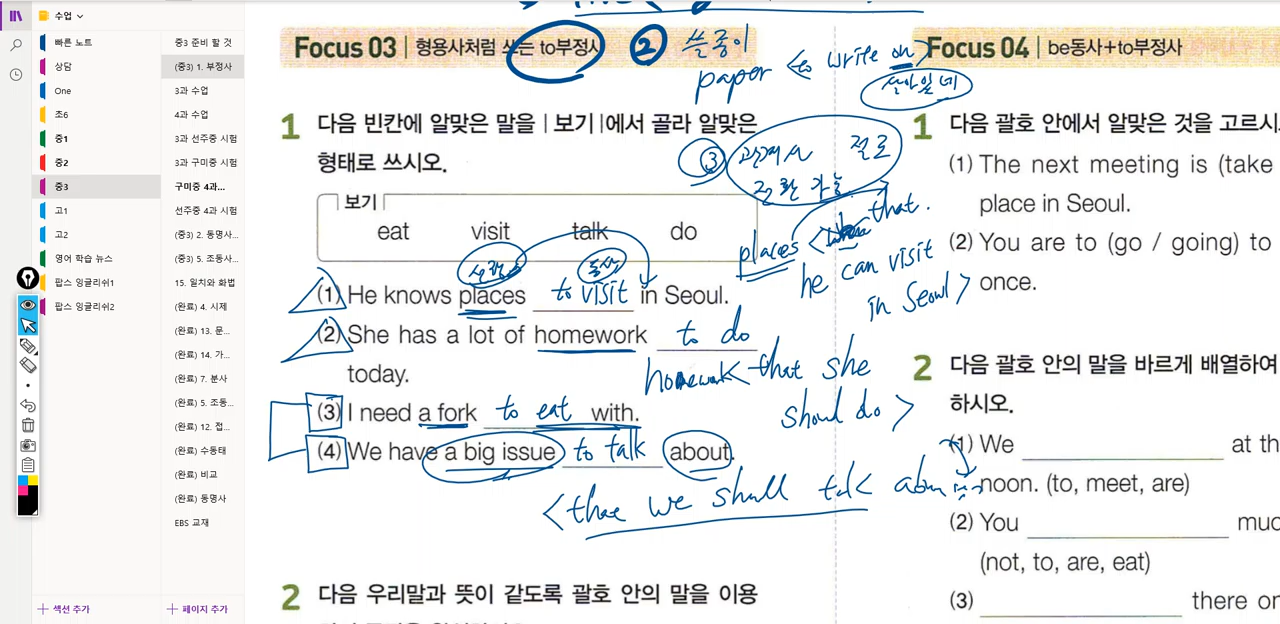 수업
빠른 노트
상담
One
초6
중1
중2
중3
고1
고2
영어 학습 뉴스
팝스 잉글리쉬1
팝스 잉글리쉬2
섹션 추가
중3 준비 할 것
(중3) 1. 부정사
3과 수업
4과 수업
3과 선주중 시험
3과 구미중 시험
구미중 4과...
선주중 4과 시험
(중3) 2. 동명사...
(중3) 5. 조동사...
15. 일치와 화법
(완료) 4. 시제
(완료) 13. 문...
(완료) 14. 가...
(완료) 7. 분사
(완료) 5. 조동...
(완료) 12. 접...
(완료) 수동태
(완료) 비교
(완료) 동명사
EBS 교재
페이지 추가
Focus 03 | 형용사처럼 쓰는 to부정사
② 쓸 종이
paper <to write on>
살아있네
1 다음 빈칸에 알맞은 말을 | 보기 |에서 골라 알맞은
형태로 쓰시오.
③ 관계사 절로
전환 가능
보기
eat visit talk do
사람 동사
(1) He knows places to visit in Seoul.
places < that
he can visit
in Seoul >
(2) She has a lot of homework to do
today.
homework < that she
should do >
(3) I need a fork to eat with.
(4) We have a big issue to talk about.
<that we should talk about
2 다음 우리말과 뜻이 같도록 괄호 안의 말을 이용
Focus 04 | be동사+to부정사
1 다음 괄호 안에서 알맞은 것을 고르시오
(1) The next meeting is (take
place in Seoul.
(2) You are to (go / going) to
once.
2 다음 괄호 안의 말을 바르게 배열하여
하시오.
(1) We at th
noon. (to, meet, are)
(2) You muc
(not, to, are, eat)
(3) there on